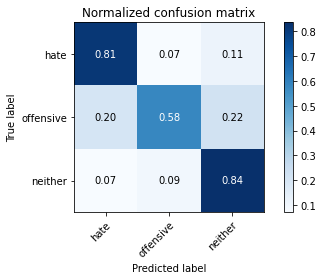 Normalized confusion matrix
True label
hate
offensive
neither
0.81 0.07 0.11
0.20 0.58 0.22
0.07 0.09 0.84
hate
offensive
neither
Predicted label
0.8
0.7
0.6
0.5
0.4
0.3
0.2
0.1